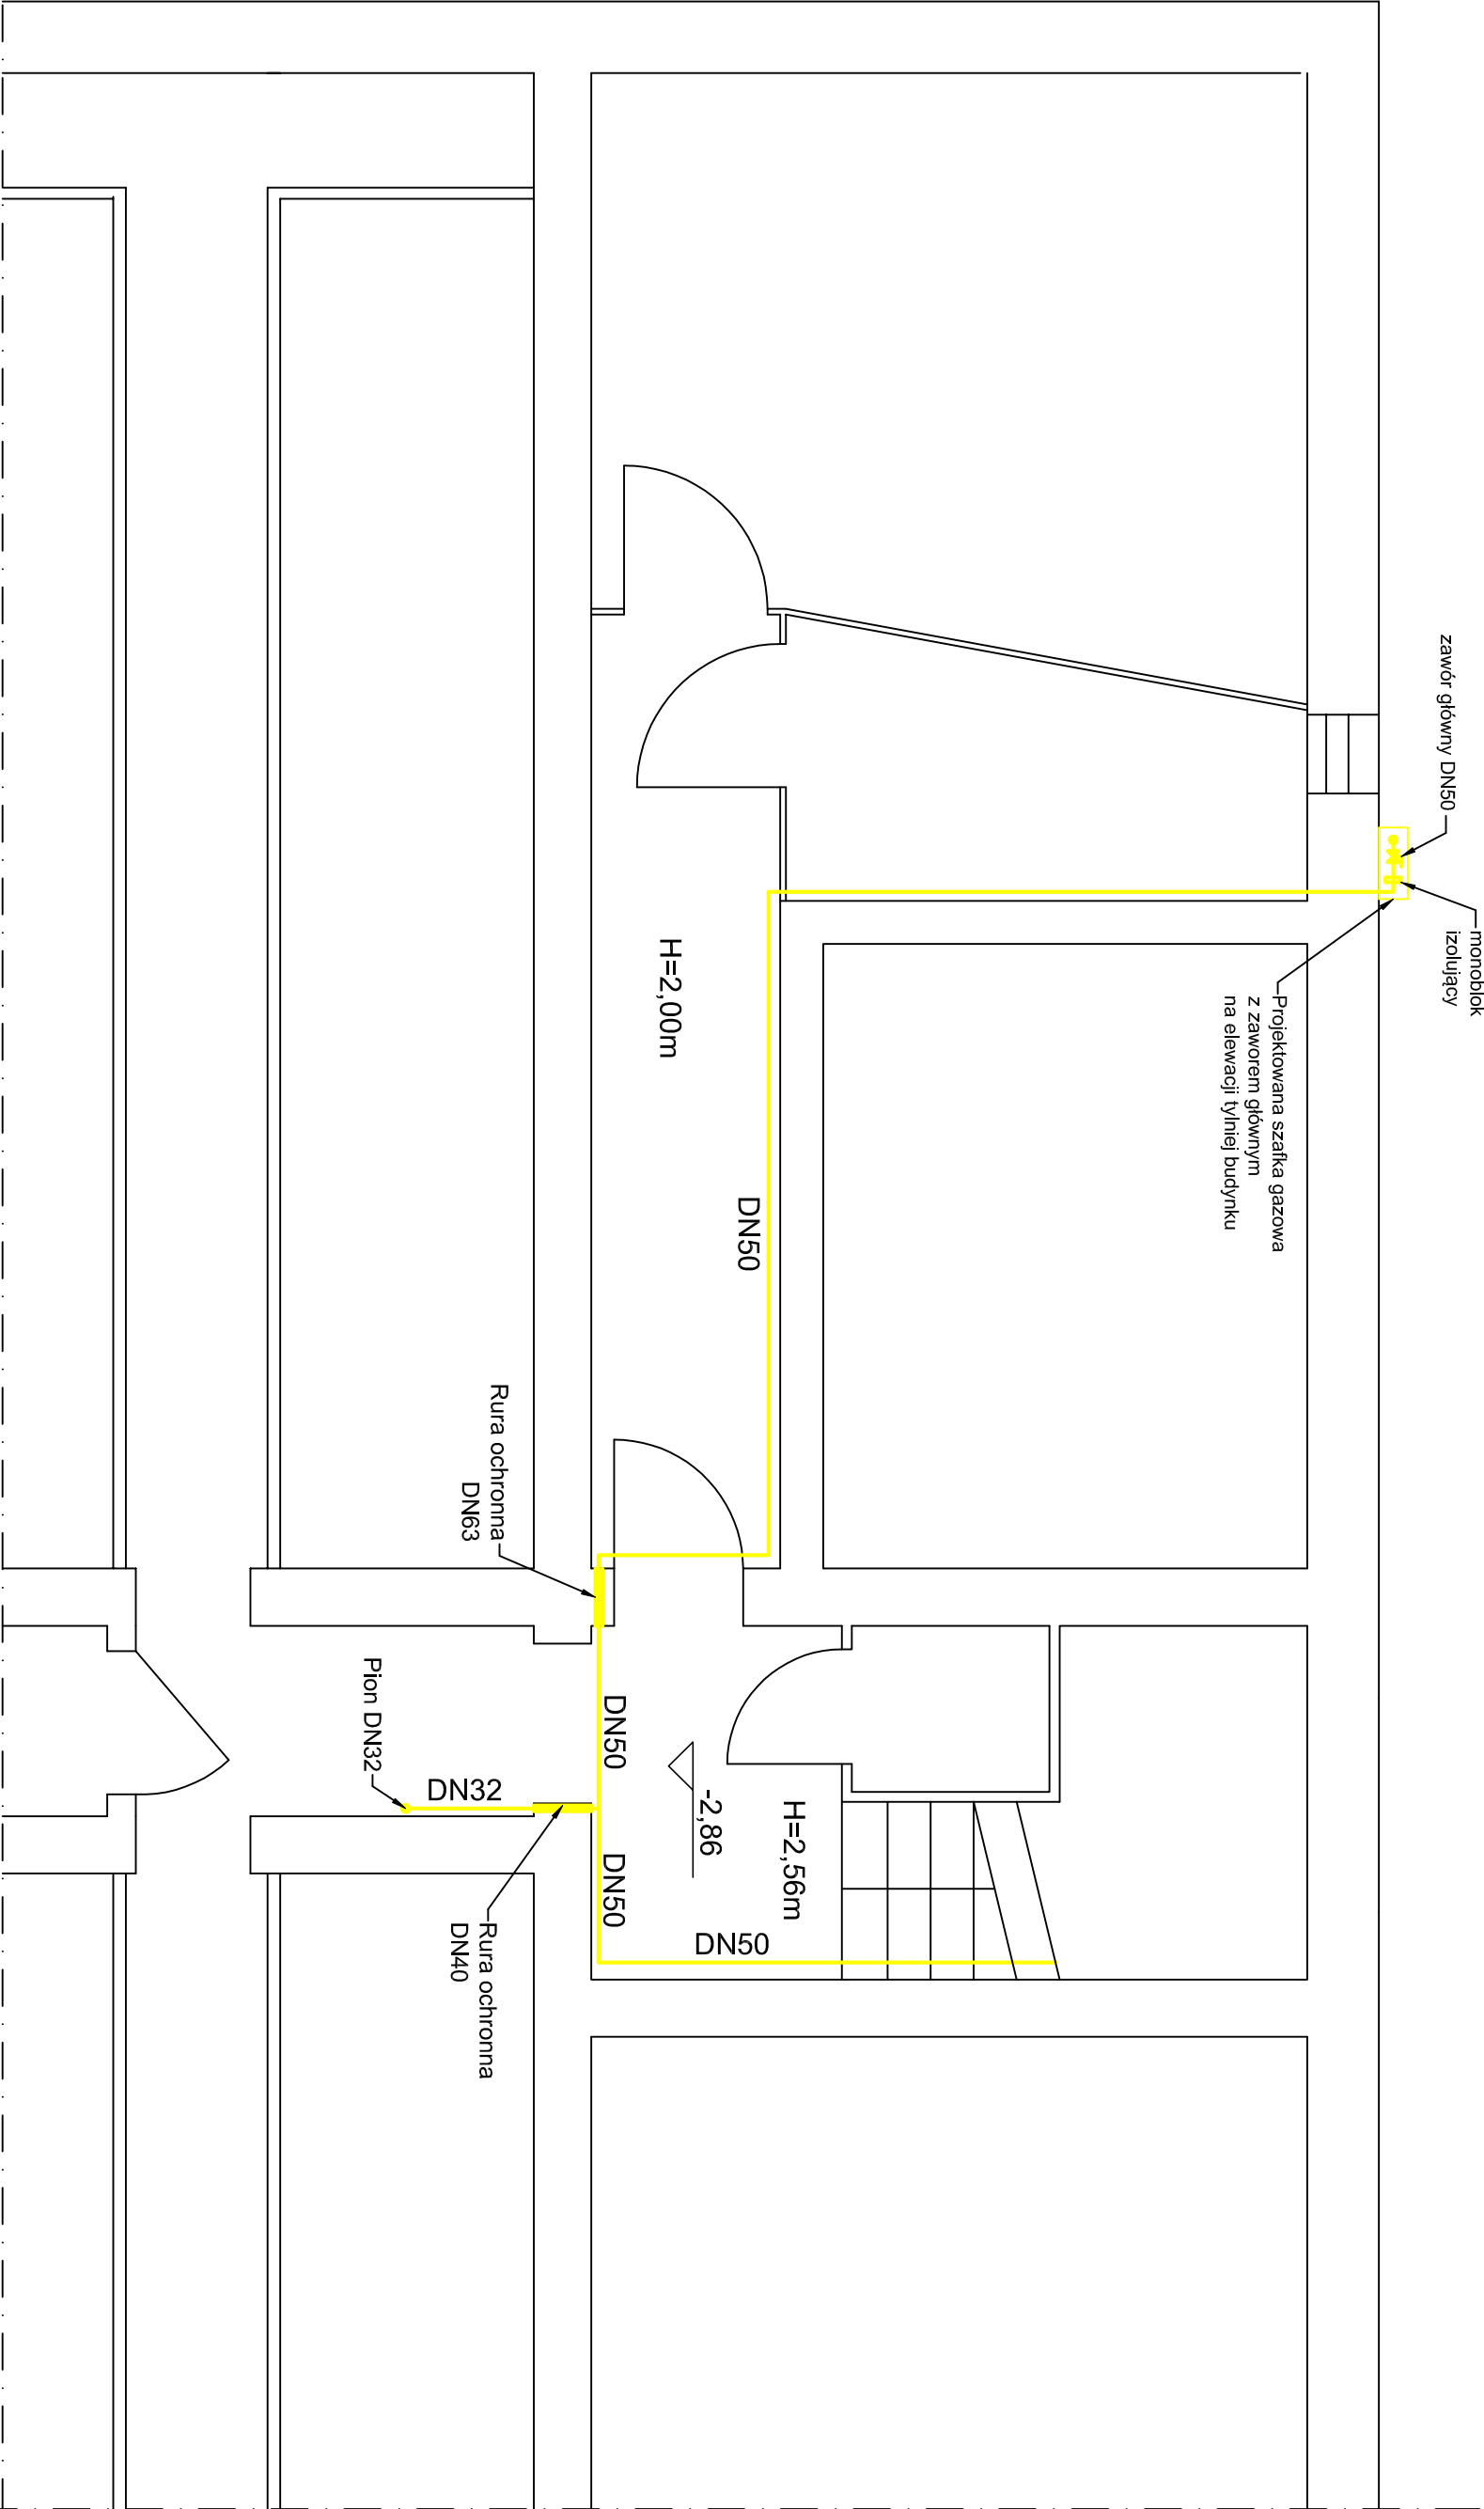 zawór główny DN50
monoblok
izolujący
Projektowana szafka gazowa
z zaworem głównym
na elewacji tylniej budynku
H=2,00m
DN50
Rura ochronna
DN63
DN50
Pion DN32
DN32
-2,86
H=2,56m
DN50
DN50
Rura ochronna
DN40